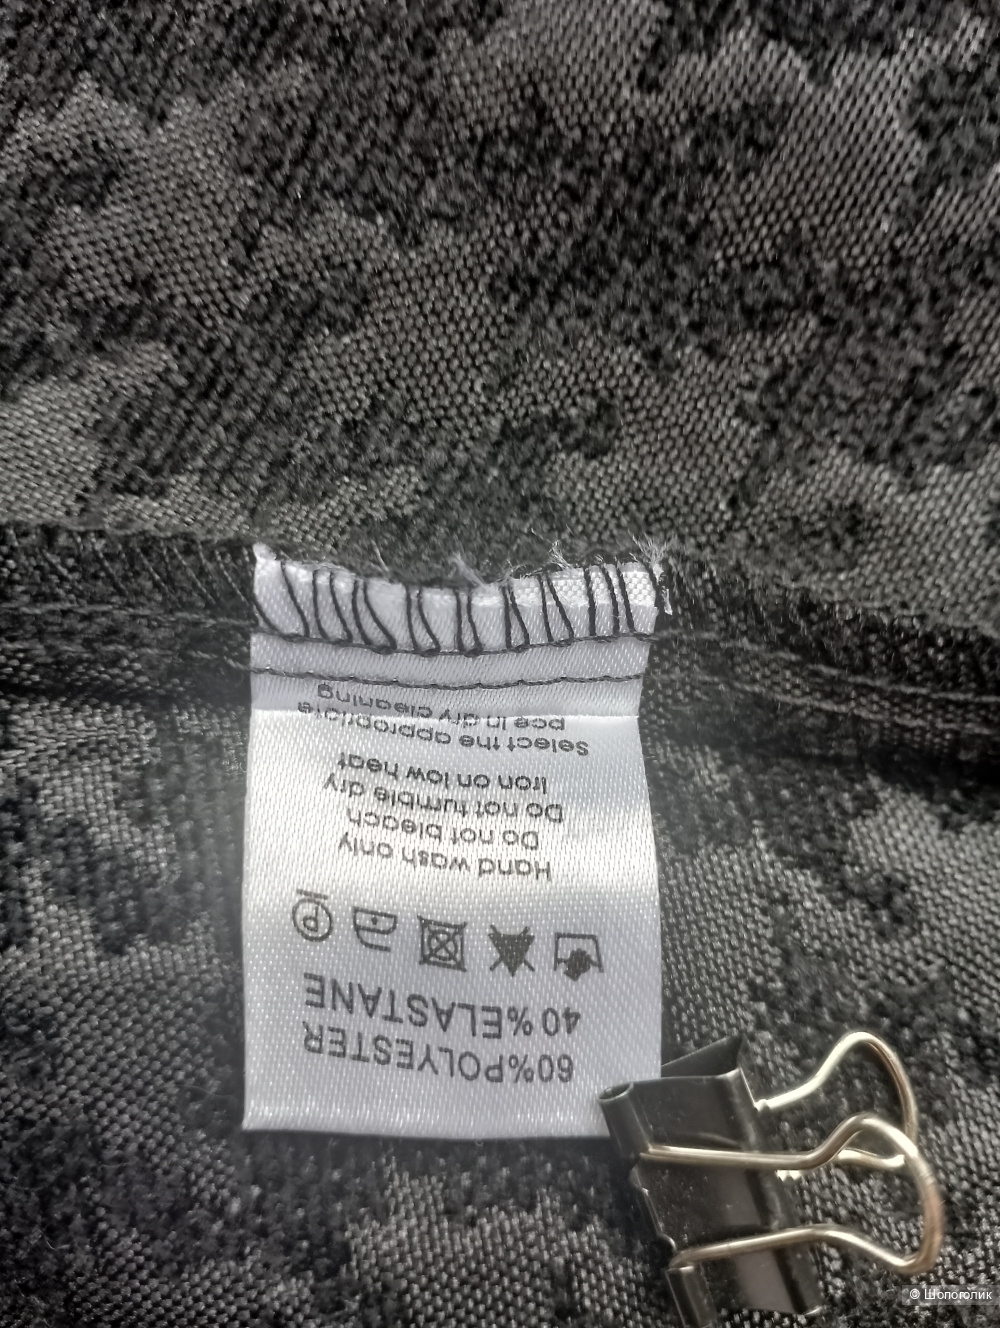 60%POLYESTER
40%ELASTANE
P
Hand wash only
Do not bleach
Do not tumble dry
Iron on low heat
Select the appropriate
pce in dry cleaning
© Шопоголик